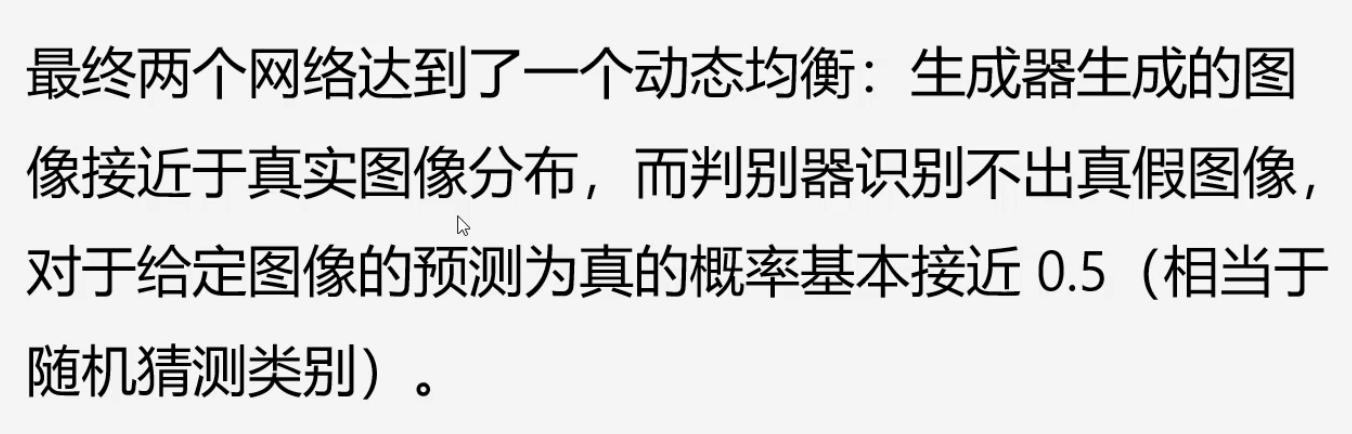 最终两个网络达到了一个动态均衡：生成器生成的图
像接近于真实图像分布，而判别器识别不出真假图像，
对于给定图像的预测为真的概率基本接近 0.5（相当于
随机猜测类别）。